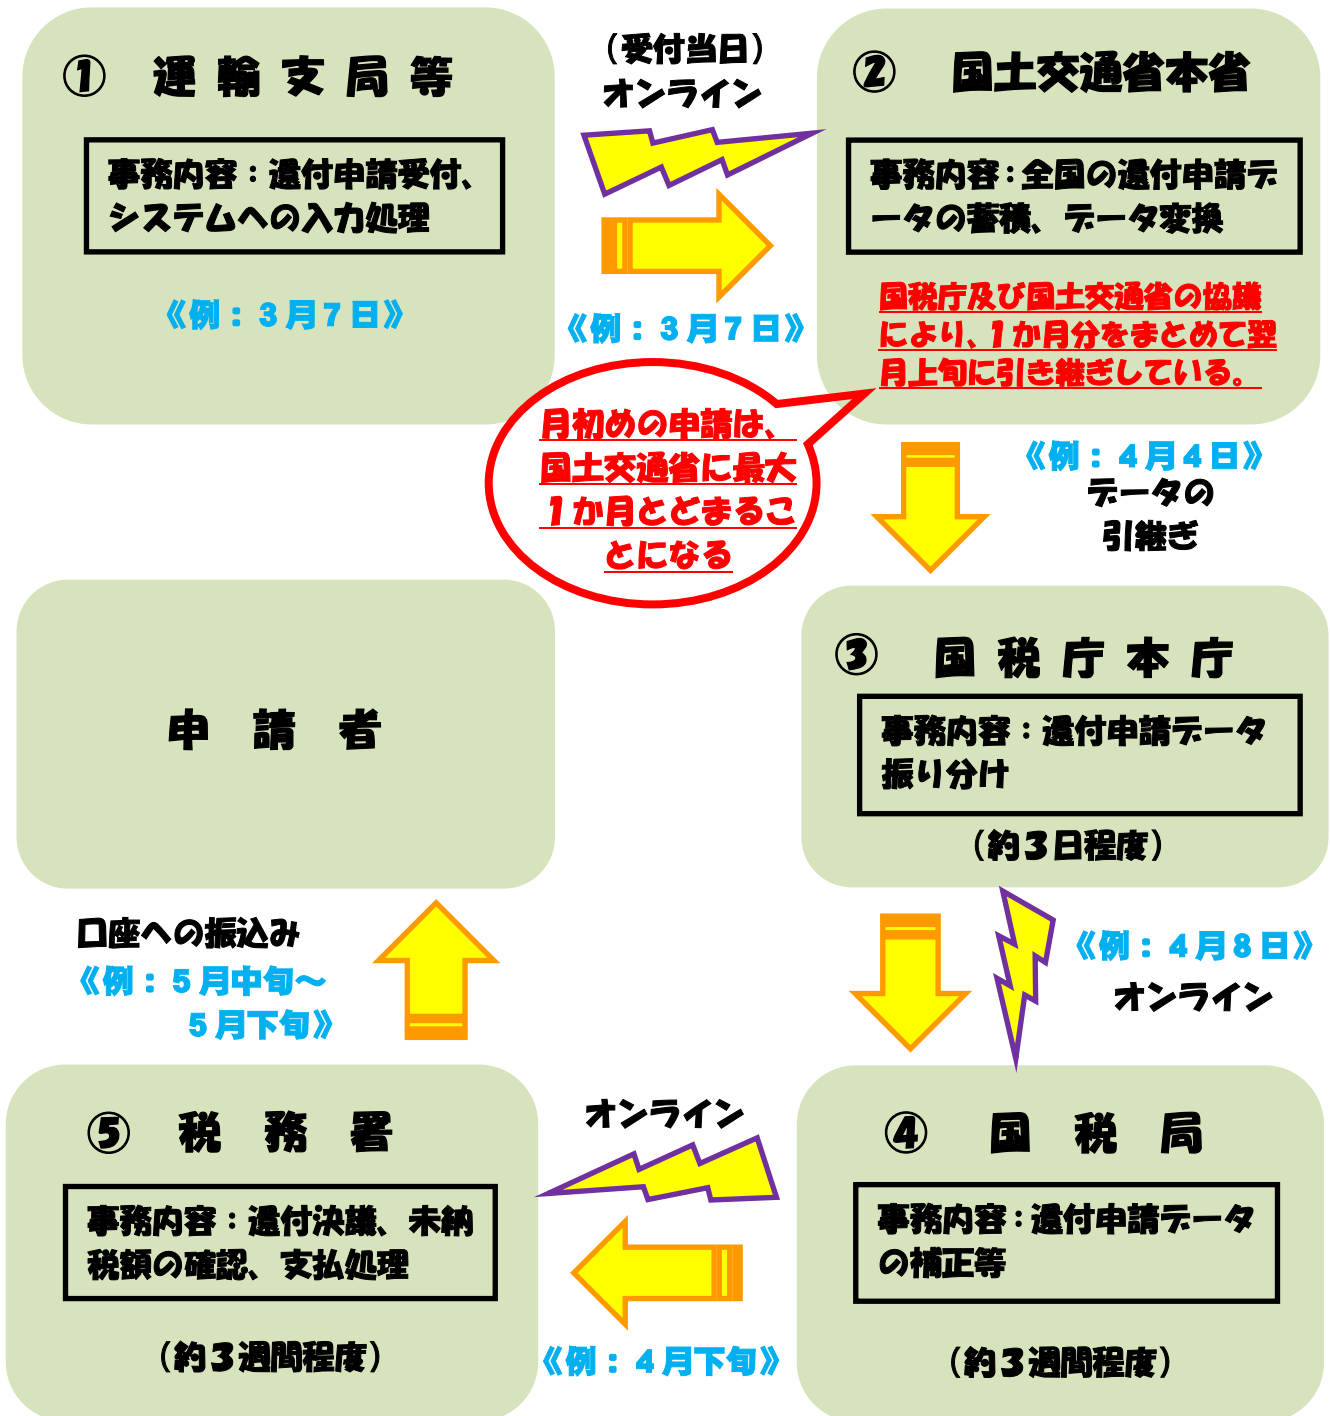 ① 運輸支局等
事務内容：還付申請受付、
システムへの入力処理
《例：３月７日》
（受付当日）
オンライン
《例：３月７日》
② 国土交通省本省
事務内容：全国の還付申請デ
ータの蓄積、データ変換
国税庁及び国土交通省の協議
により、１か月分をまとめて翌
月上旬に引き継ぎしている。
月初めの申請は、
国土交通省に最大
１か月とどまるこ
とになる
《例：４月４日》
データの
引継ぎ
③ 国税庁本庁
事務内容：還付申請データ
振り分け
（約３日程度）
《例：４月８日》
オンライン
④ 国税局
事務内容：還付申請データ
の補正等
（約３週間程度）
オンライン
《例：４月下旬》
⑤ 税務署
事務内容：還付決議、未納
税額の確認、支払処理
（約３週間程度）
口座への振込み
《例：５月中旬～
５月下旬》
申請者